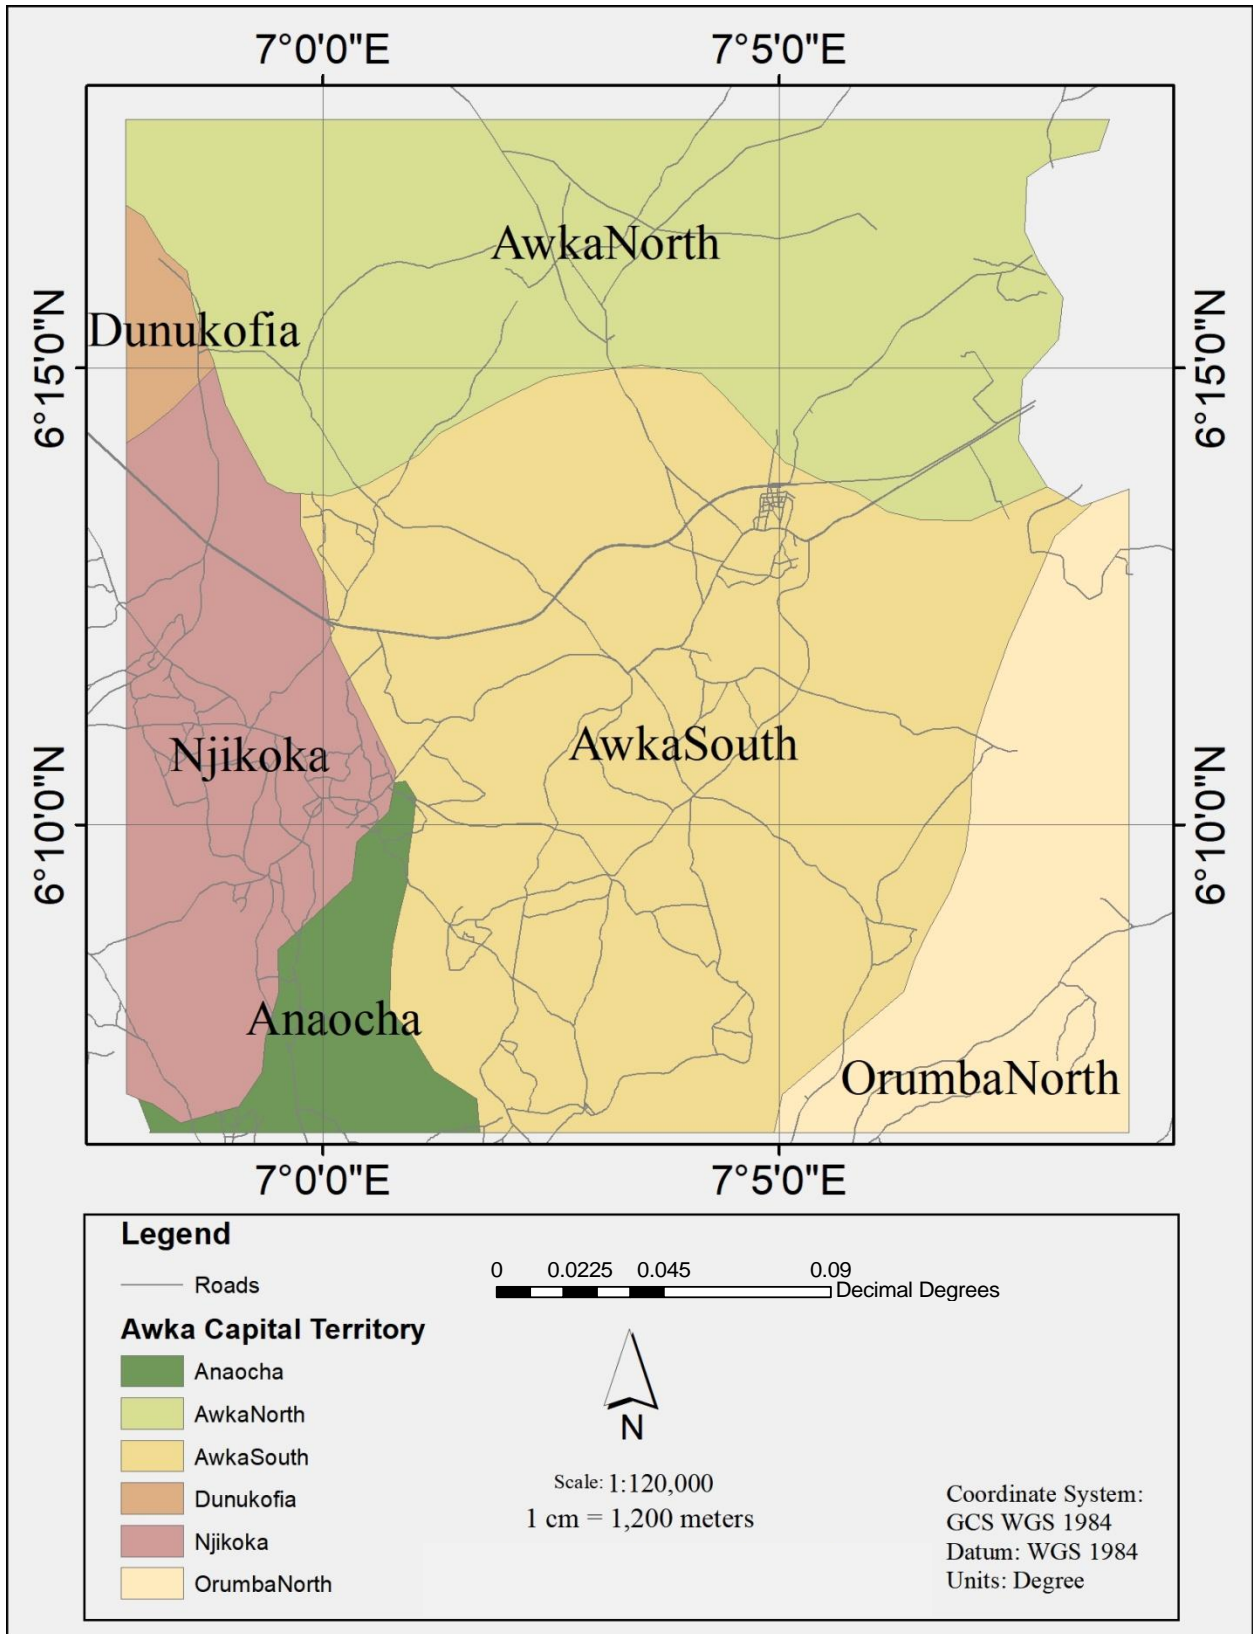 7°0'0"E 7°5'0"E
AwkaNorth
Dunukofia
6°15'0"N 6°15'0"N
Njikoka AwkaSouth
6°10'0"N 6°10'0"N
Anaocha
OrumbaNorth
7°0'0"E 7°5'0"E
Legend
Roads
0 0.0225 0.045 0.09
Decimal Degrees
Awka Capital Territory
Anaocha
AwkaNorth
AwkaSouth
Dunukofia
Njikoka
OrumbaNorth
N
Scale: 1:120,000
1 cm = 1,200 meters
Coordinate System:
GCS WGS 1984
Datum: WGS 1984
Units: Degree